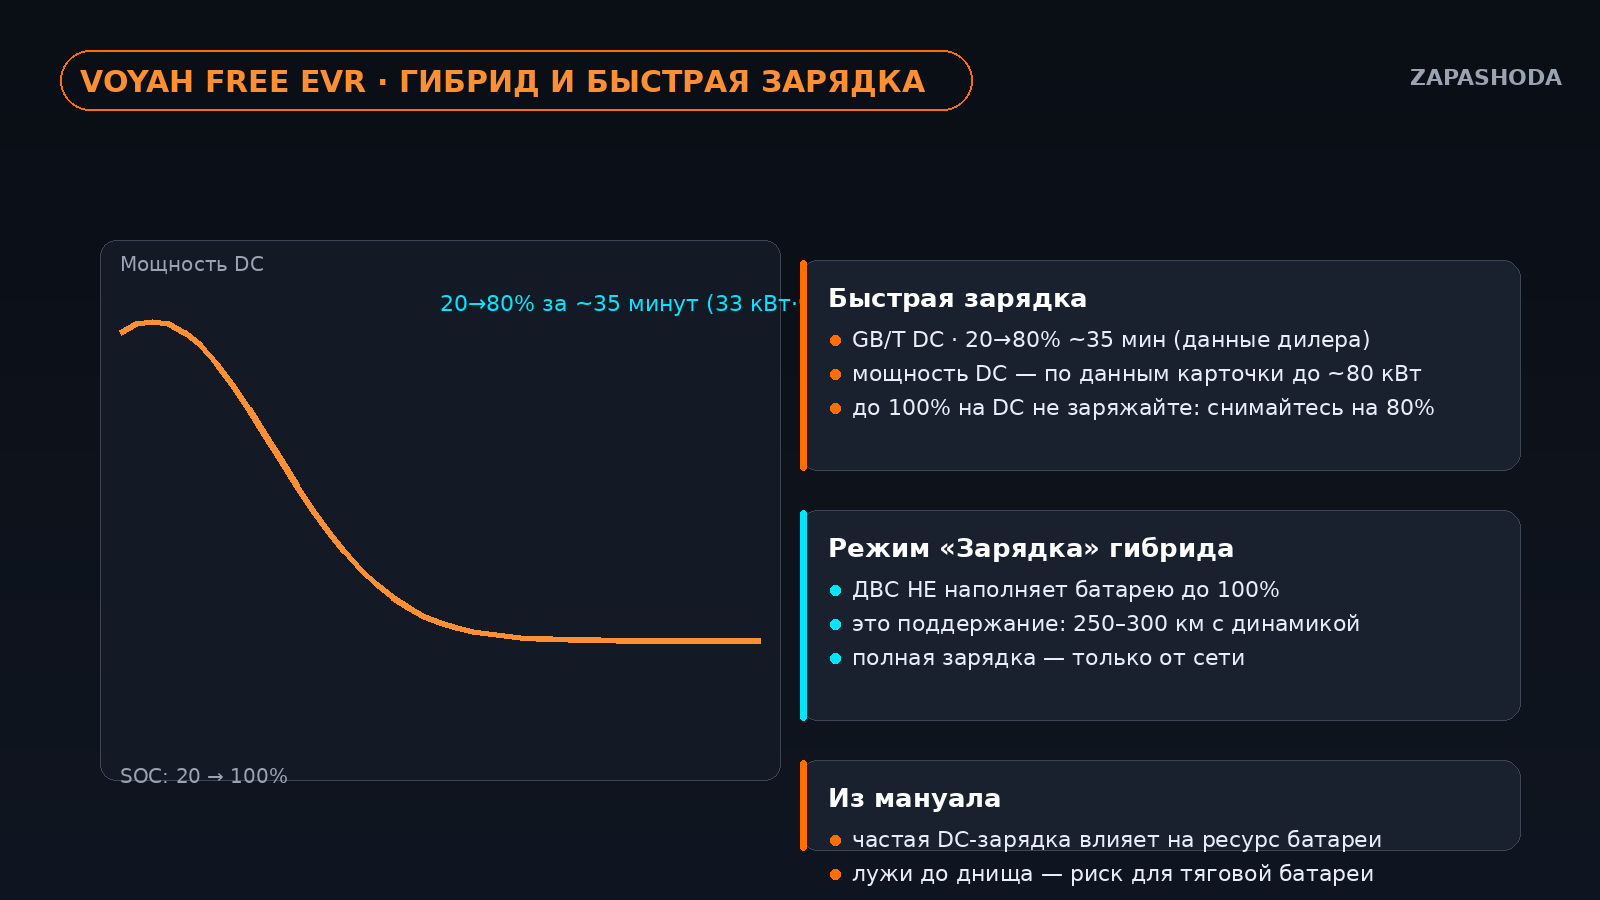 VOYAH FREE EVR · ГИБРИД И БЫСТРАЯ ЗАРЯДКА
ZAPASHODA
Мощность DC
20→80% за ~35 минут (33 кВт·
SOC: 20 → 100%
Быстрая зарядка
GB/T DC · 20→80% ~35 мин (данные дилера)
мощность DC — по данным карточки до ~80 кВт
до 100% на DC не заряжайте: снимайтесь на 80%
Режим «Зарядка» гибрида
ДВС НЕ наполняет батарею до 100%
это поддержание: 250–300 км с динамикой
полная зарядка — только от сети
Из мануала
частая DC-зарядка влияет на ресурс батареи
лужи до днища — риск для тяговой батареи